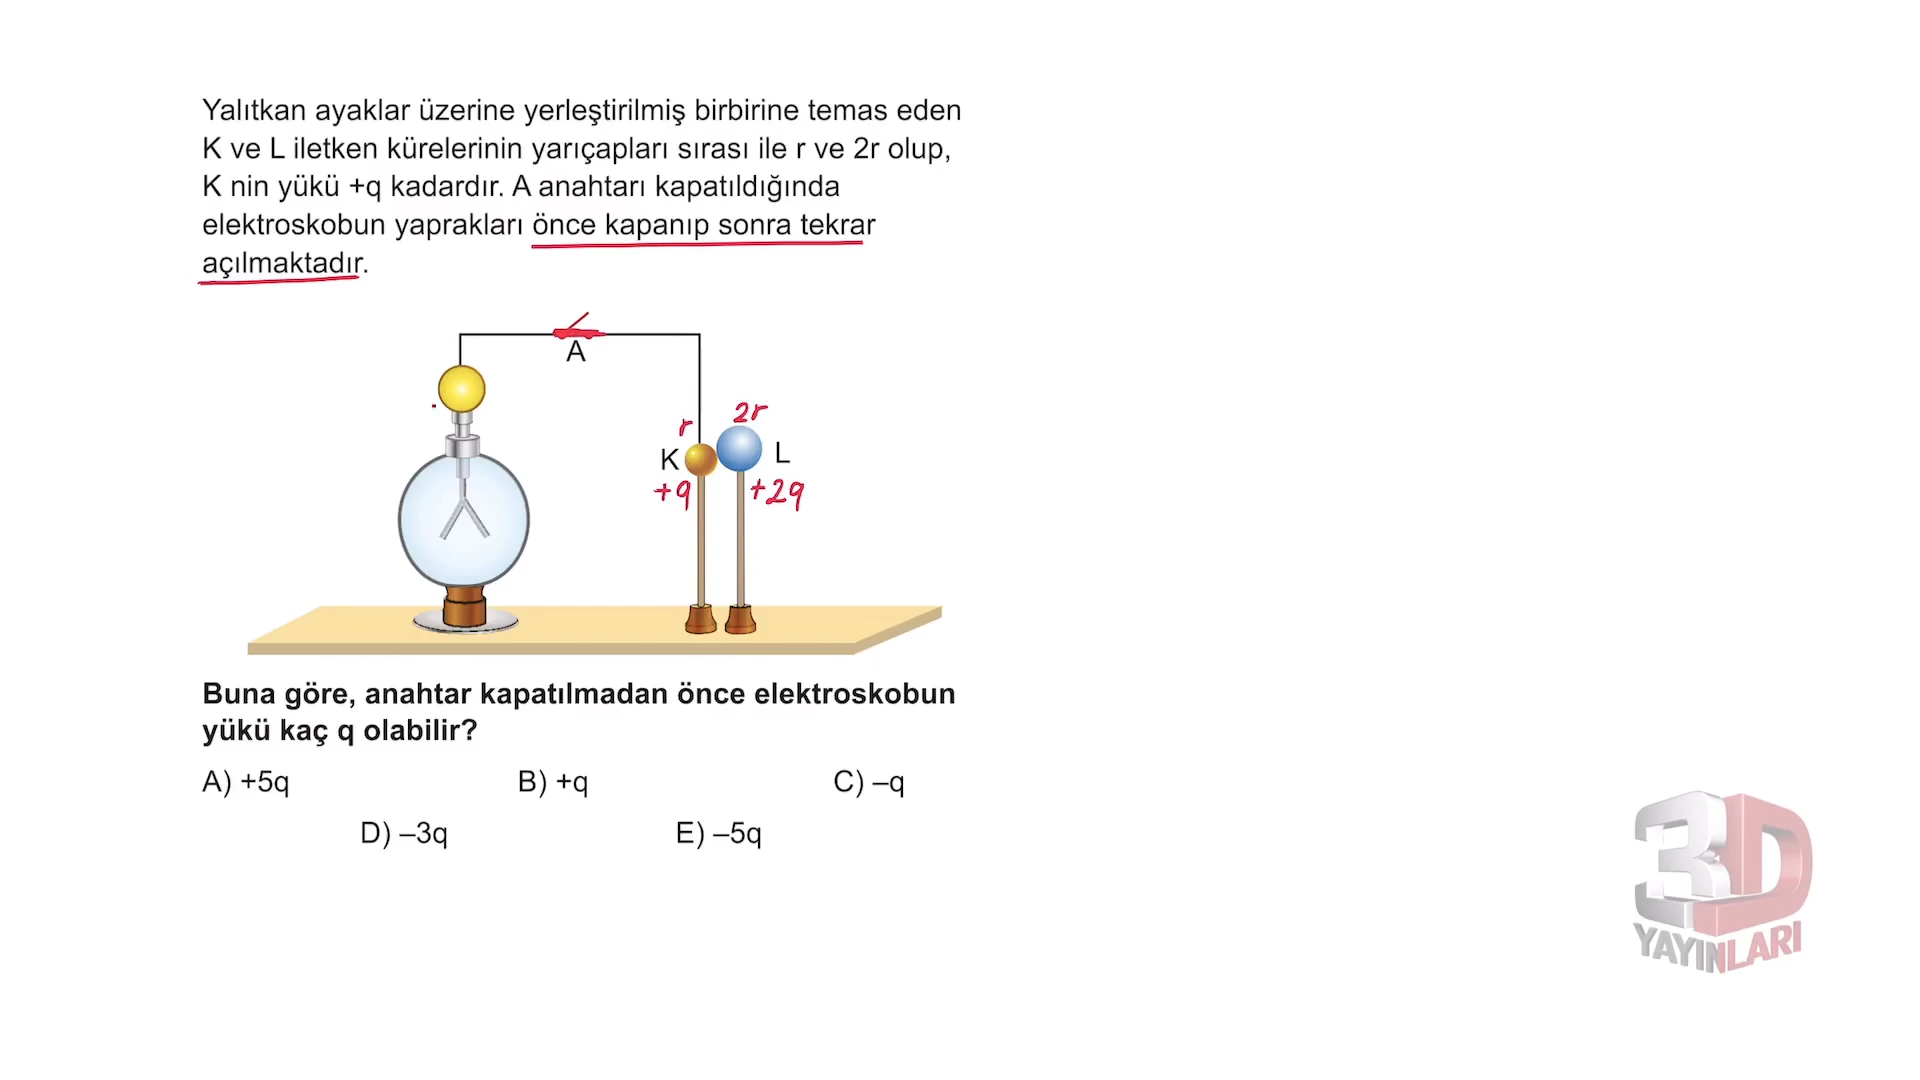 Yalıtkan ayaklar üzerine yerleştirilmiş birbirine temas eden
K ve L iletken kürelerinin yarıçapları sırası ile r ve 2r olup,
K nin yükü +q kadardır. A anahtarı kapatıldığında
elektroskobun yaprakları önce kapanıp sonra tekrar
açılmaktadır.
A
r
2r
K
L
+q
+2q
Buna göre, anahtar kapatılmadan önce elektroskobun
yükü kaç q olabilir?
A) +5q B) +q C) –q
D) –3q E) –5q
3D
YAYINLARI